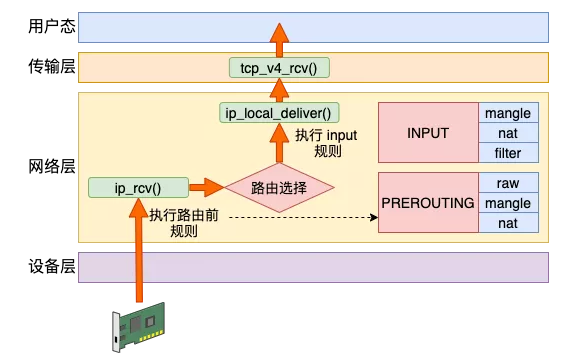 用户态
传输层
tcp_v4_rcv()
网络层
ip_local_deliver()
执行 input
规则
INPUT
mangle
nat
filter
ip_rcv()
路由选择
执行路由前
规则
PREROUTING
raw
mangle
nat
设备层